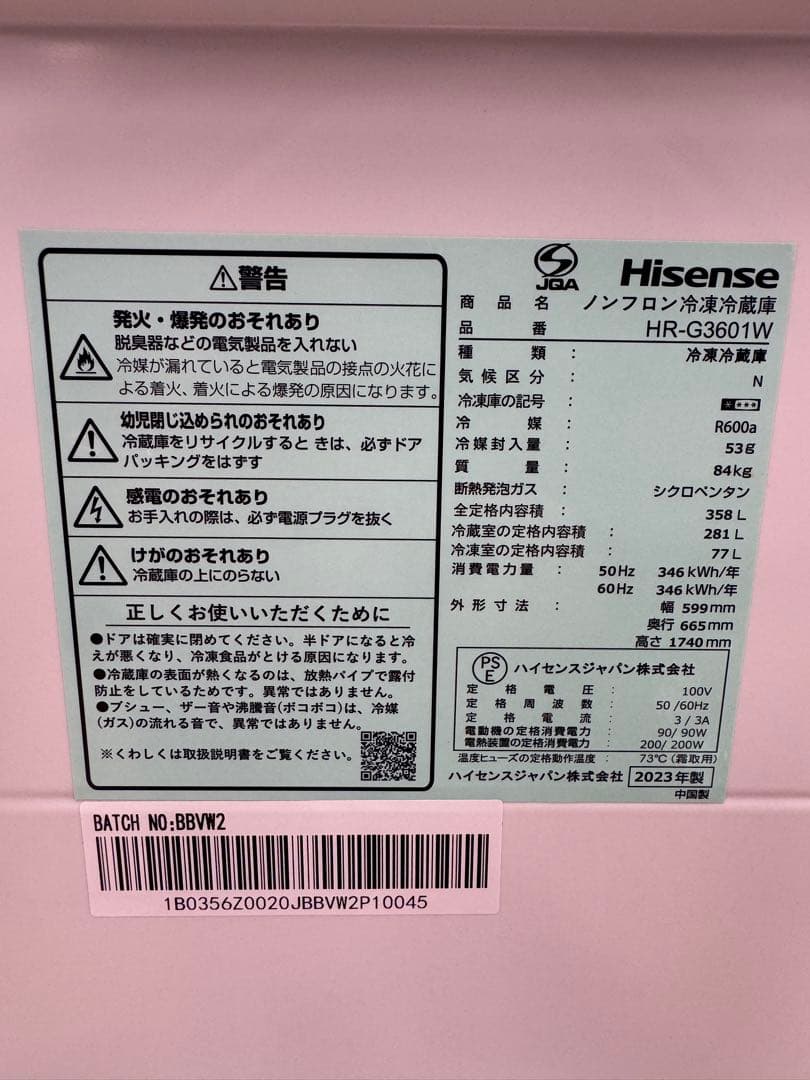 ⚠警告
発火・爆発のおそれあり
脱臭器などの電気製品を入れない
冷媒が漏れていると電気製品の接点の火花に
よる着火、着火による爆発の原因になります。
幼児閉じ込められのおそれあり
冷蔵庫をリサイクルすると きは、必ずドア
パッキングをはずす
感電のおそれあり
お手入れの際は、必ず電源プラグを抜く
けがのおそれあり
冷蔵庫の上にのらない
正しくお使いいただくために
●ドアは確実に閉めてください。半ドアになると冷
えが悪くなり、冷凍食品がとける原因になります。
●冷蔵庫の表面が熱くなるのは、放熱パイプで露付
防止をしているためです。異常ではありません。
●ブシュー、ザー音や沸騰音(ボコボコ)は、冷媒
(ガス)の流れる音で、異常ではありません。
※くわしくは取扱説明書をご覧ください。
JQA
Hisense
商品名 ノンフロン冷凍冷蔵庫
品番 HR-G3601W
種類： 冷凍冷蔵庫
気候区分： N
冷凍庫の記号： ****
冷媒： R600a
冷媒封入量： 53g
質量： 84kg
断熱発泡ガス： シクロペンタン
全定格内容積： 358 L
冷蔵室の定格内容積： 281 L
冷凍室の定格内容積： 77 L
消費電力量： 50Hz 346 kWh/年
60Hz 346 kWh/年
外形寸法： 幅 599mm
奥行 665mm
高さ 1740mm
PSE ハイセンスジャパン株式会社
定格電圧： 100V
定格周波数： 50/60Hz
定格電流： 3/3A
電動機の定格消費電力： 90/90W
電熱装置の定格消費電力： 200/200W
温度ヒューズの定格動作温度： 73℃(霜取用)
ハイセンスジャパン株式会社 2023年製
中国製
BATCH NO:BBVW2
1B0356Z0020JBBVW2P10045